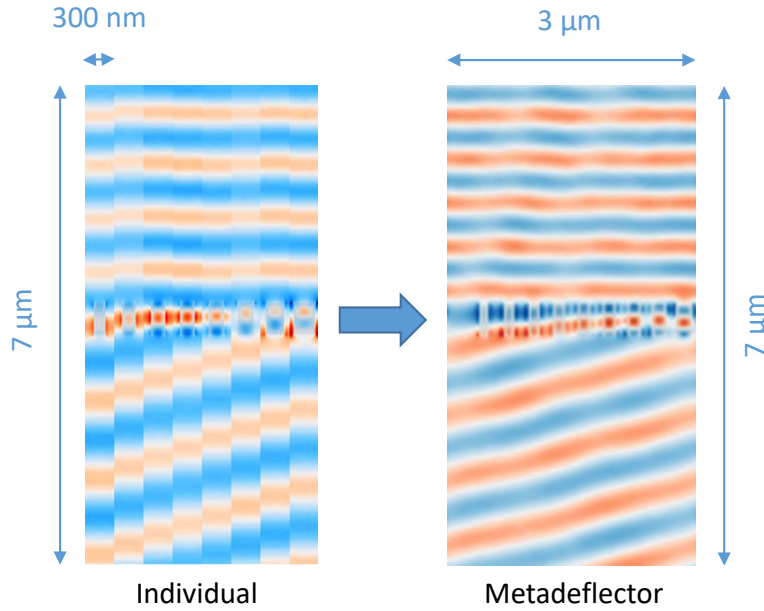 300 nm
3 µm
7 µm
7 µm
Individual
Metadeflector